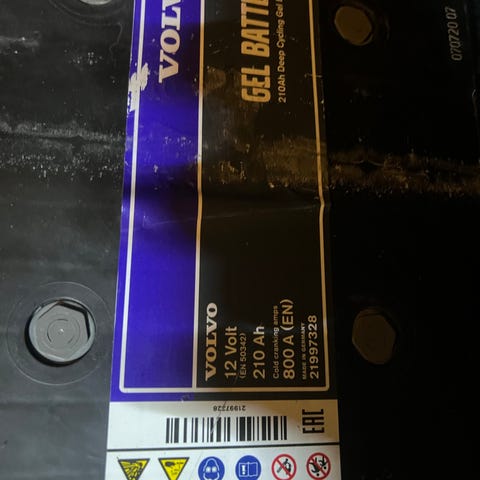 VOLV
GEL BATTE
210Ah Deep Cycling Gel
VOLVO
12 Volt
(EN 50342)
210 Ah
Cold cranking amps
800 A (EN)
MADE IN GERMANY
21997328
21997328
EAC
070720 07